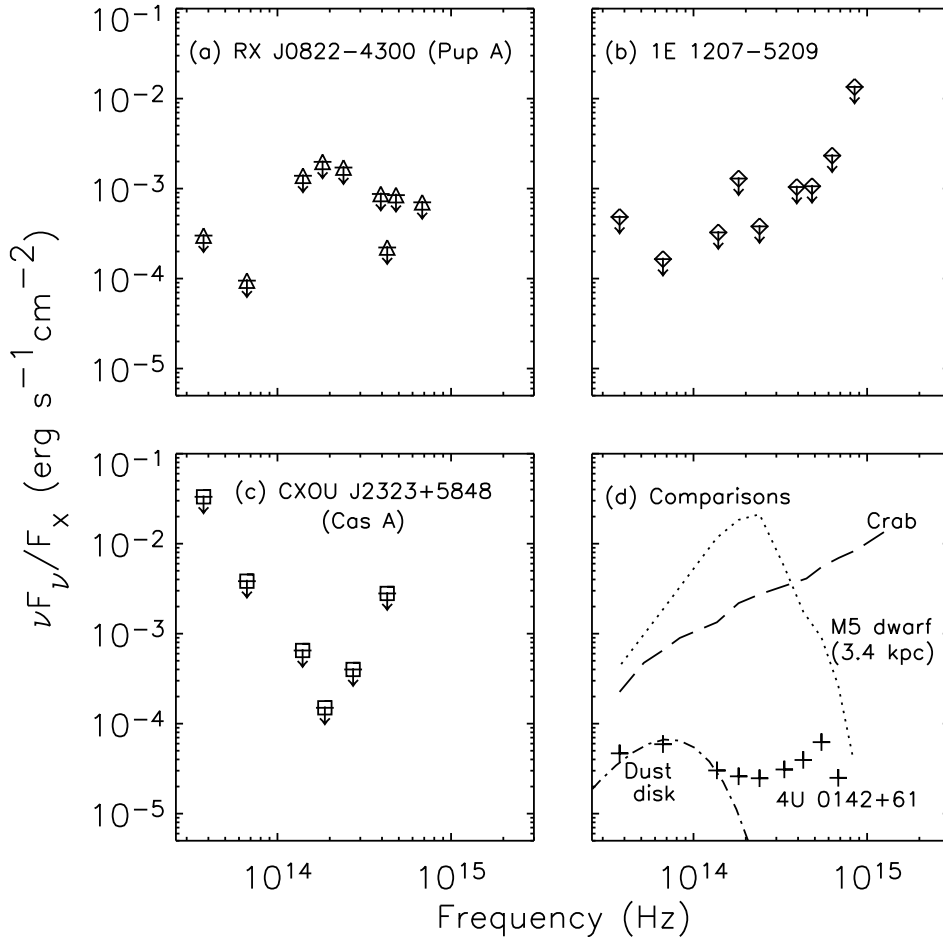 (a) RX J0822−4300 (Pup A)
(b) 1E 1207−5209
10⁻¹
10⁻²
10⁻³
10⁻⁴
10⁻⁵
(c) CXOU J2323+5848
(Cas A)
(d) Comparisons
Crab
M5 dwarf
(3.4 kpc)
Dust
disk
4U 0142+61
10⁻¹
10⁻²
10⁻³
10⁻⁴
10⁻⁵
10¹⁴
10¹⁵
10¹⁴
10¹⁵
Frequency (Hz)
νF_ν/F_x (erg s⁻¹cm⁻²)